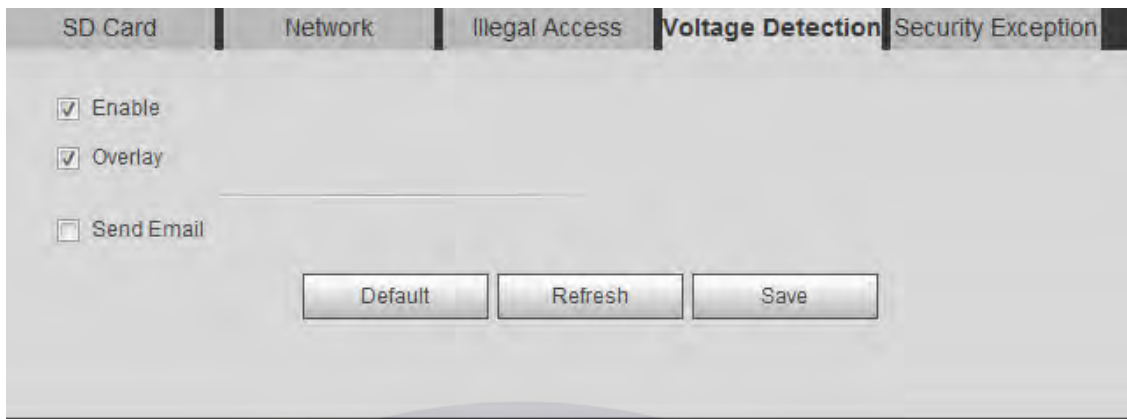 SD Card Network Illegal Access Voltage Detection Security Exception
Enable
Overlay
Send Email
Default Refresh Save